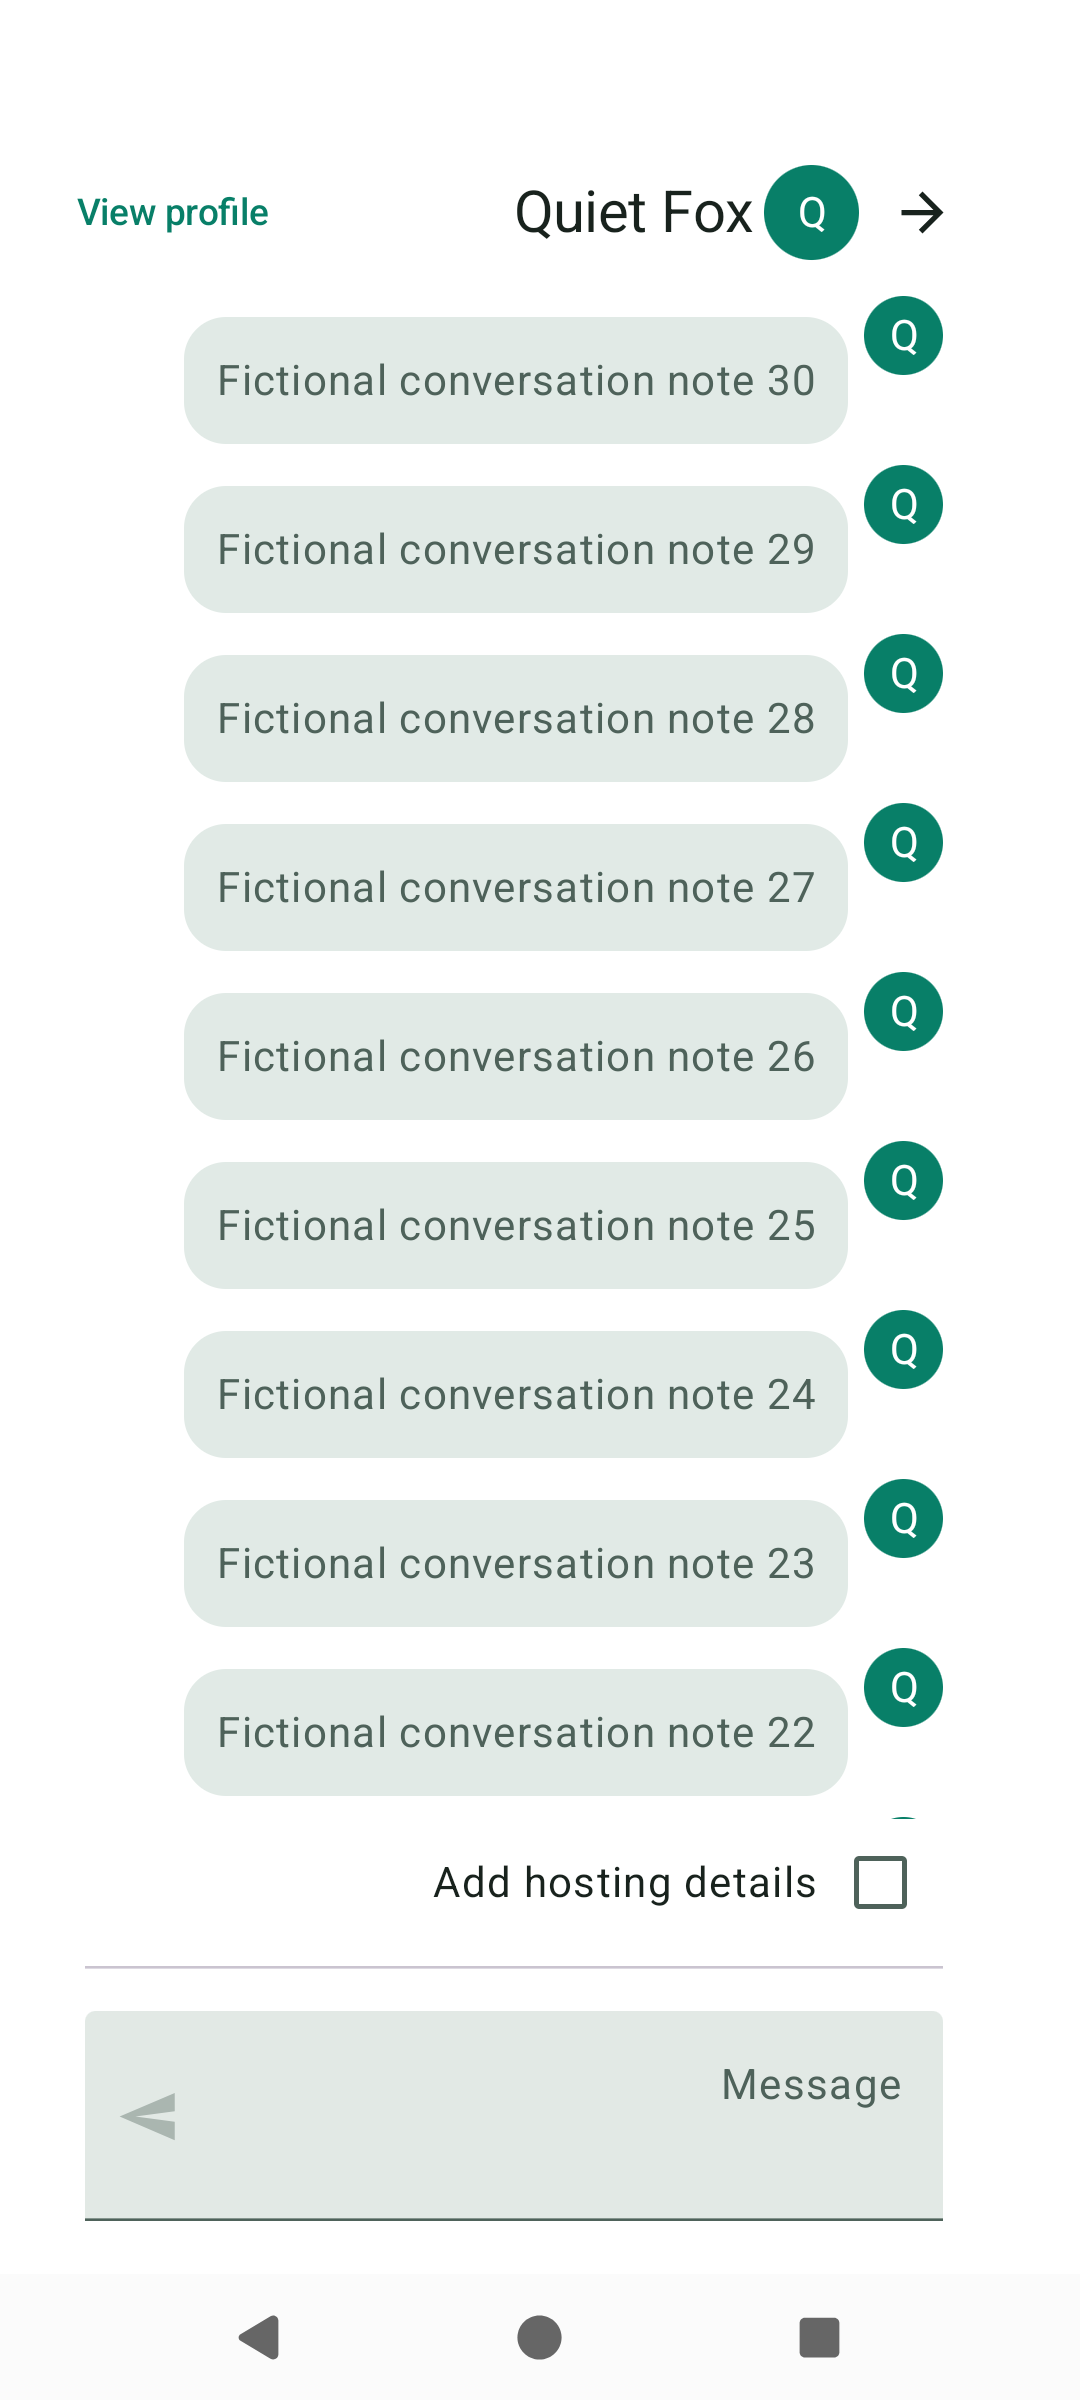 View profile
Quiet Fox
Q
Q
Fictional conversation note 30
Q
Fictional conversation note 29
Q
Fictional conversation note 28
Q
Fictional conversation note 27
Q
Fictional conversation note 26
Q
Fictional conversation note 25
Q
Fictional conversation note 24
Q
Fictional conversation note 23
Q
Fictional conversation note 22
Add hosting details
Message